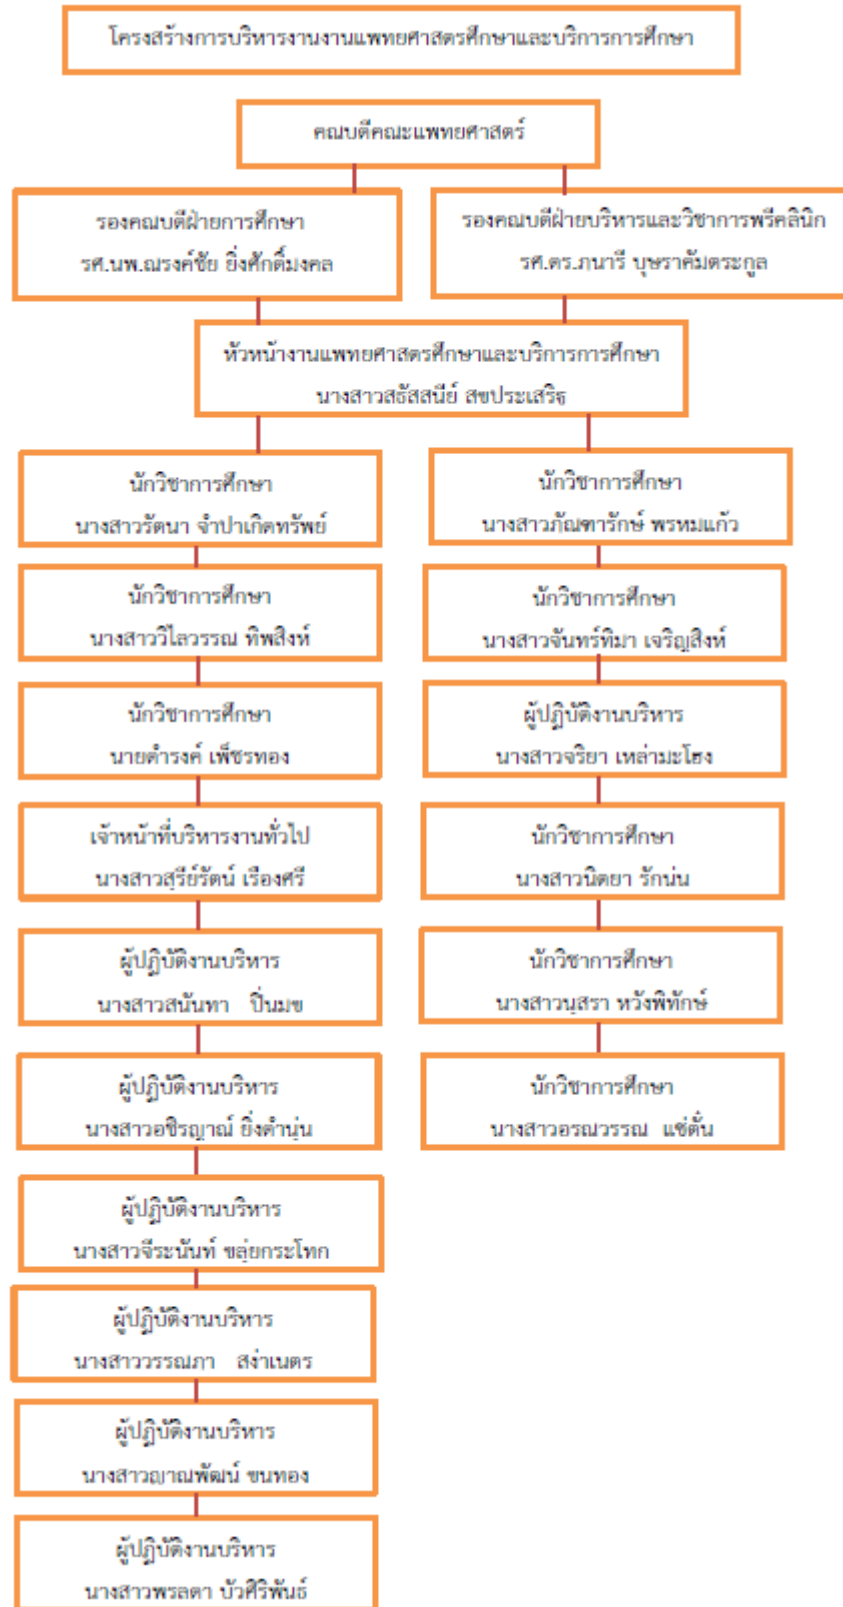 โครงสร้างการบริหารงานงานแพทยศาสตรศึกษาและบริการการศึกษา
คณบดีคณะแพทยศาสตร์
รองคณบดีฝ่ายการศึกษา
รศ.นพ.ณรงค์ชัย ยิ่งศักดิ์มงคล
รองคณบดีฝ่ายบริหารและวิชาการพรีคลินิก
รศ.ดร.ภนารี บุษราคัมตระกูล
หัวหน้างานแพทยศาสตรศึกษาและบริการการศึกษา
นางสาวสธัสสนีย์ สขประเสริฐ
นักวิชาการศึกษา
นางสาวรัตนา จำปาเกิดทรัพย์
นักวิชาการศึกษา
นางสาววิไลวรรณ ทิพสิงห์
นักวิชาการศึกษา
นายดำรงค์ เพ็ชรทอง
เจ้าหน้าที่บริหารงานทั่วไป
นางสาวสุรีย์รัตน์ เรืองศรี
ผู้ปฏิบัติงานบริหาร
นางสาวสนันทา ปิ่นมข
ผู้ปฏิบัติงานบริหาร
นางสาวอชิรญาณ์ ยิ่งดำนุ่น
ผู้ปฏิบัติงานบริหาร
นางสาวจีระนันท์ ขลุ่ยกระโทก
ผู้ปฏิบัติงานบริหาร
นางสาววรรณภา สง่าเนตร
ผู้ปฏิบัติงานบริหาร
นางสาวญาณพัฒน์ ขนทอง
ผู้ปฏิบัติงานบริหาร
นางสาวพรลดา บัวศิริพันธ์
นักวิชาการศึกษา
นางสาวภัณฑารักษ์ พรหมแก้ว
นักวิชาการศึกษา
นางสาวจันทร์ทิมา เจริญสิงห์
ผู้ปฏิบัติงานบริหาร
นางสาวจริยา เหล่ามะโฮง
นักวิชาการศึกษา
นางสาวนิตยา รักน่น
นักวิชาการศึกษา
นางสาวนุสรา หวังพิทักษ์
นักวิชาการศึกษา
นางสาวอรณวรรณ แซ่ตั้น